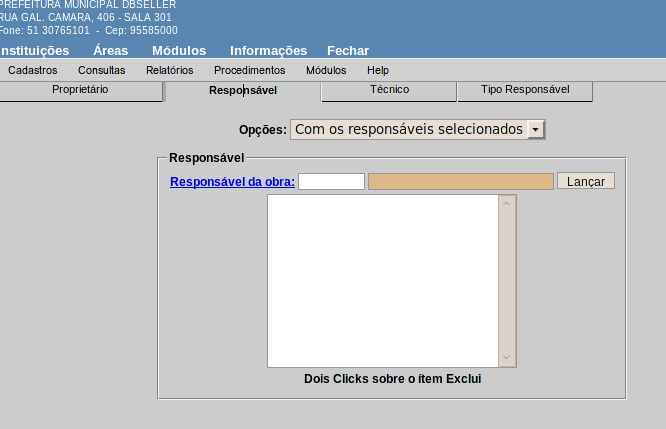 PREFEITURA MUNICIPAL DBSELLER
RUA GAL. CAMARA, 406 - SALA 301
Fone: 51 30765101 - Cep: 95585000
nstituições Áreas Módulos Informações Fechar
Cadastros Consultas Relatórios Procedimentos Módulos Help
Proprietário Responsável Técnico Tipo Responsável
Opções: Com os responsáveis selecionados
Responsável
Responsável da obra: Lançar
Dois Clicks sobre o ítem Exclui